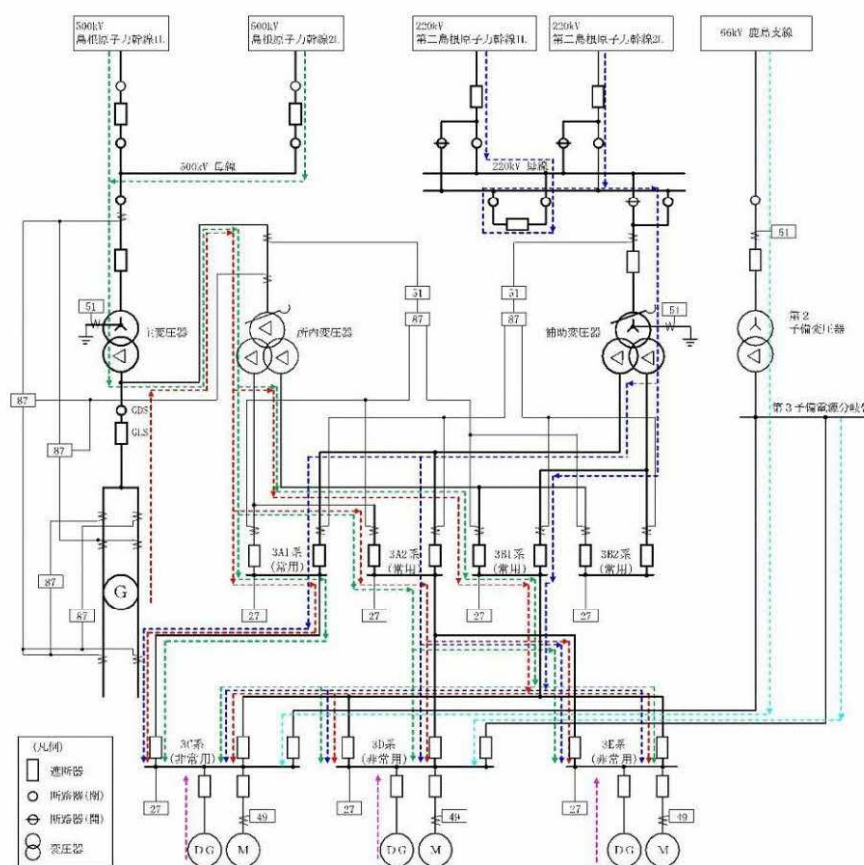 500kV
島根原子力幹線1L
500kV
島根原子力幹線2L
220kV
第二島根原子力幹線1L
220kV
第二島根原子力幹線2L
66kV 鹿島支線
500kV 母線
220kV 母線
51
51
主変圧器
所内変圧器
51
87
51
87
補助変圧器
51
第2
予備変圧器
87
87
GDS
GLS
第3予備電源分岐
G
87
87
3A1系
(常用)
3A2系
(常用)
3B1系
(常用)
3B2系
(常用)
27
27
27
27
3C系
(非常用)
3D系
(非常用)
3E系
(非常用)
27
49
27
49
27
49
DG
M
DG
M
DG
M
(凡例)
遮断器
断路器(閉)
断路器(開)
変圧器